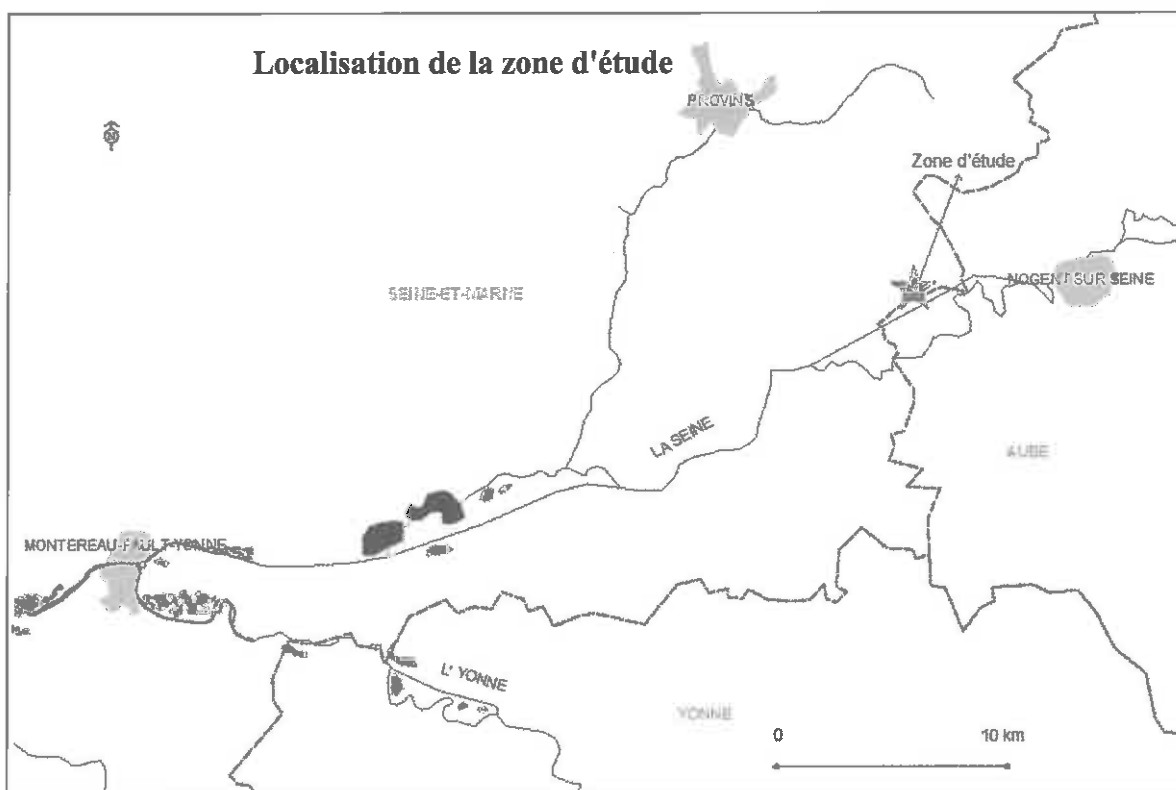 Localisation de la zone d'étude
PROVINS
Zone d'étude
SEINE-ET-MARNE
NOGENT SUR SEINE
LA SEINE
AUBE
MONTEREAU-FAULT-YONNE
L' YONNE
YONNE
0 10 km